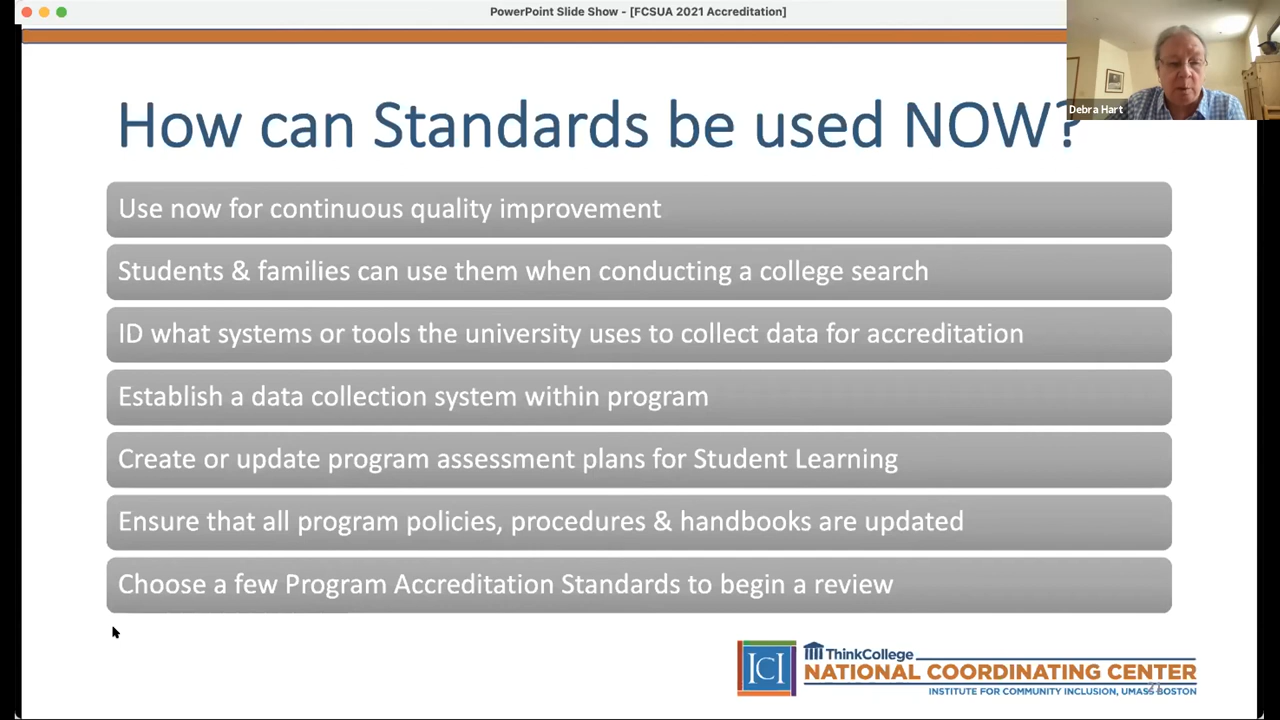 PowerPoint Slide Show - [FCSUA 2021 Accreditation]
Debra Hart
How can Standards be used NOW?
Use now for continuous quality improvement
Students & families can use them when conducting a college search
ID what systems or tools the university uses to collect data for accreditation
Establish a data collection system within program
Create or update program assessment plans for Student Learning
Ensure that all program policies, procedures & handbooks are updated
Choose a few Program Accreditation Standards to begin a review
ICI
ThinkCollege
NATIONAL COORDINATING CENTER
INSTITUTE FOR COMMUNITY INCLUSION, UMASS BOSTON